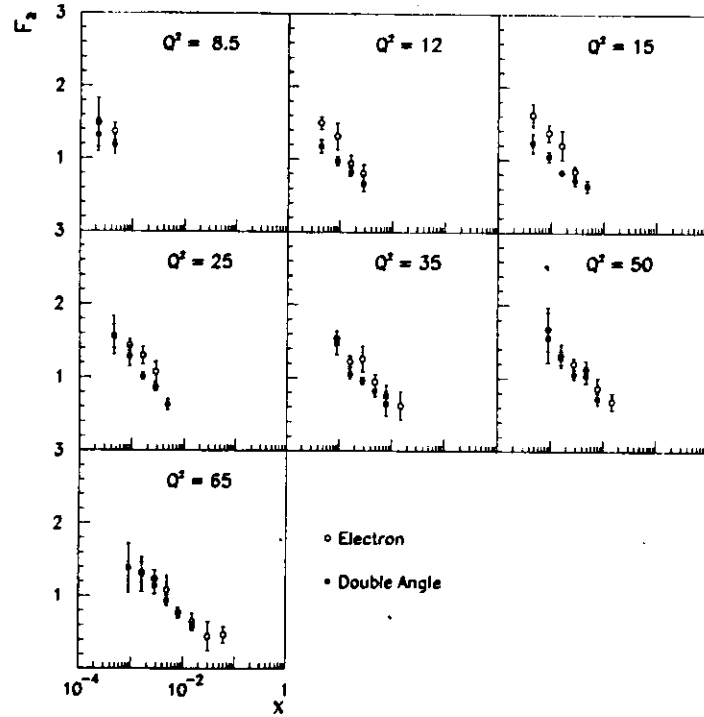 F₂
3
Q² = 8.5
Q² = 12
Q² = 15
2
1
3
Q² = 25
Q² = 35
Q² = 50
2
1
3
Q² = 65
2
○ Electron
1
● Double Angle
10⁻⁴
10⁻²
1
X